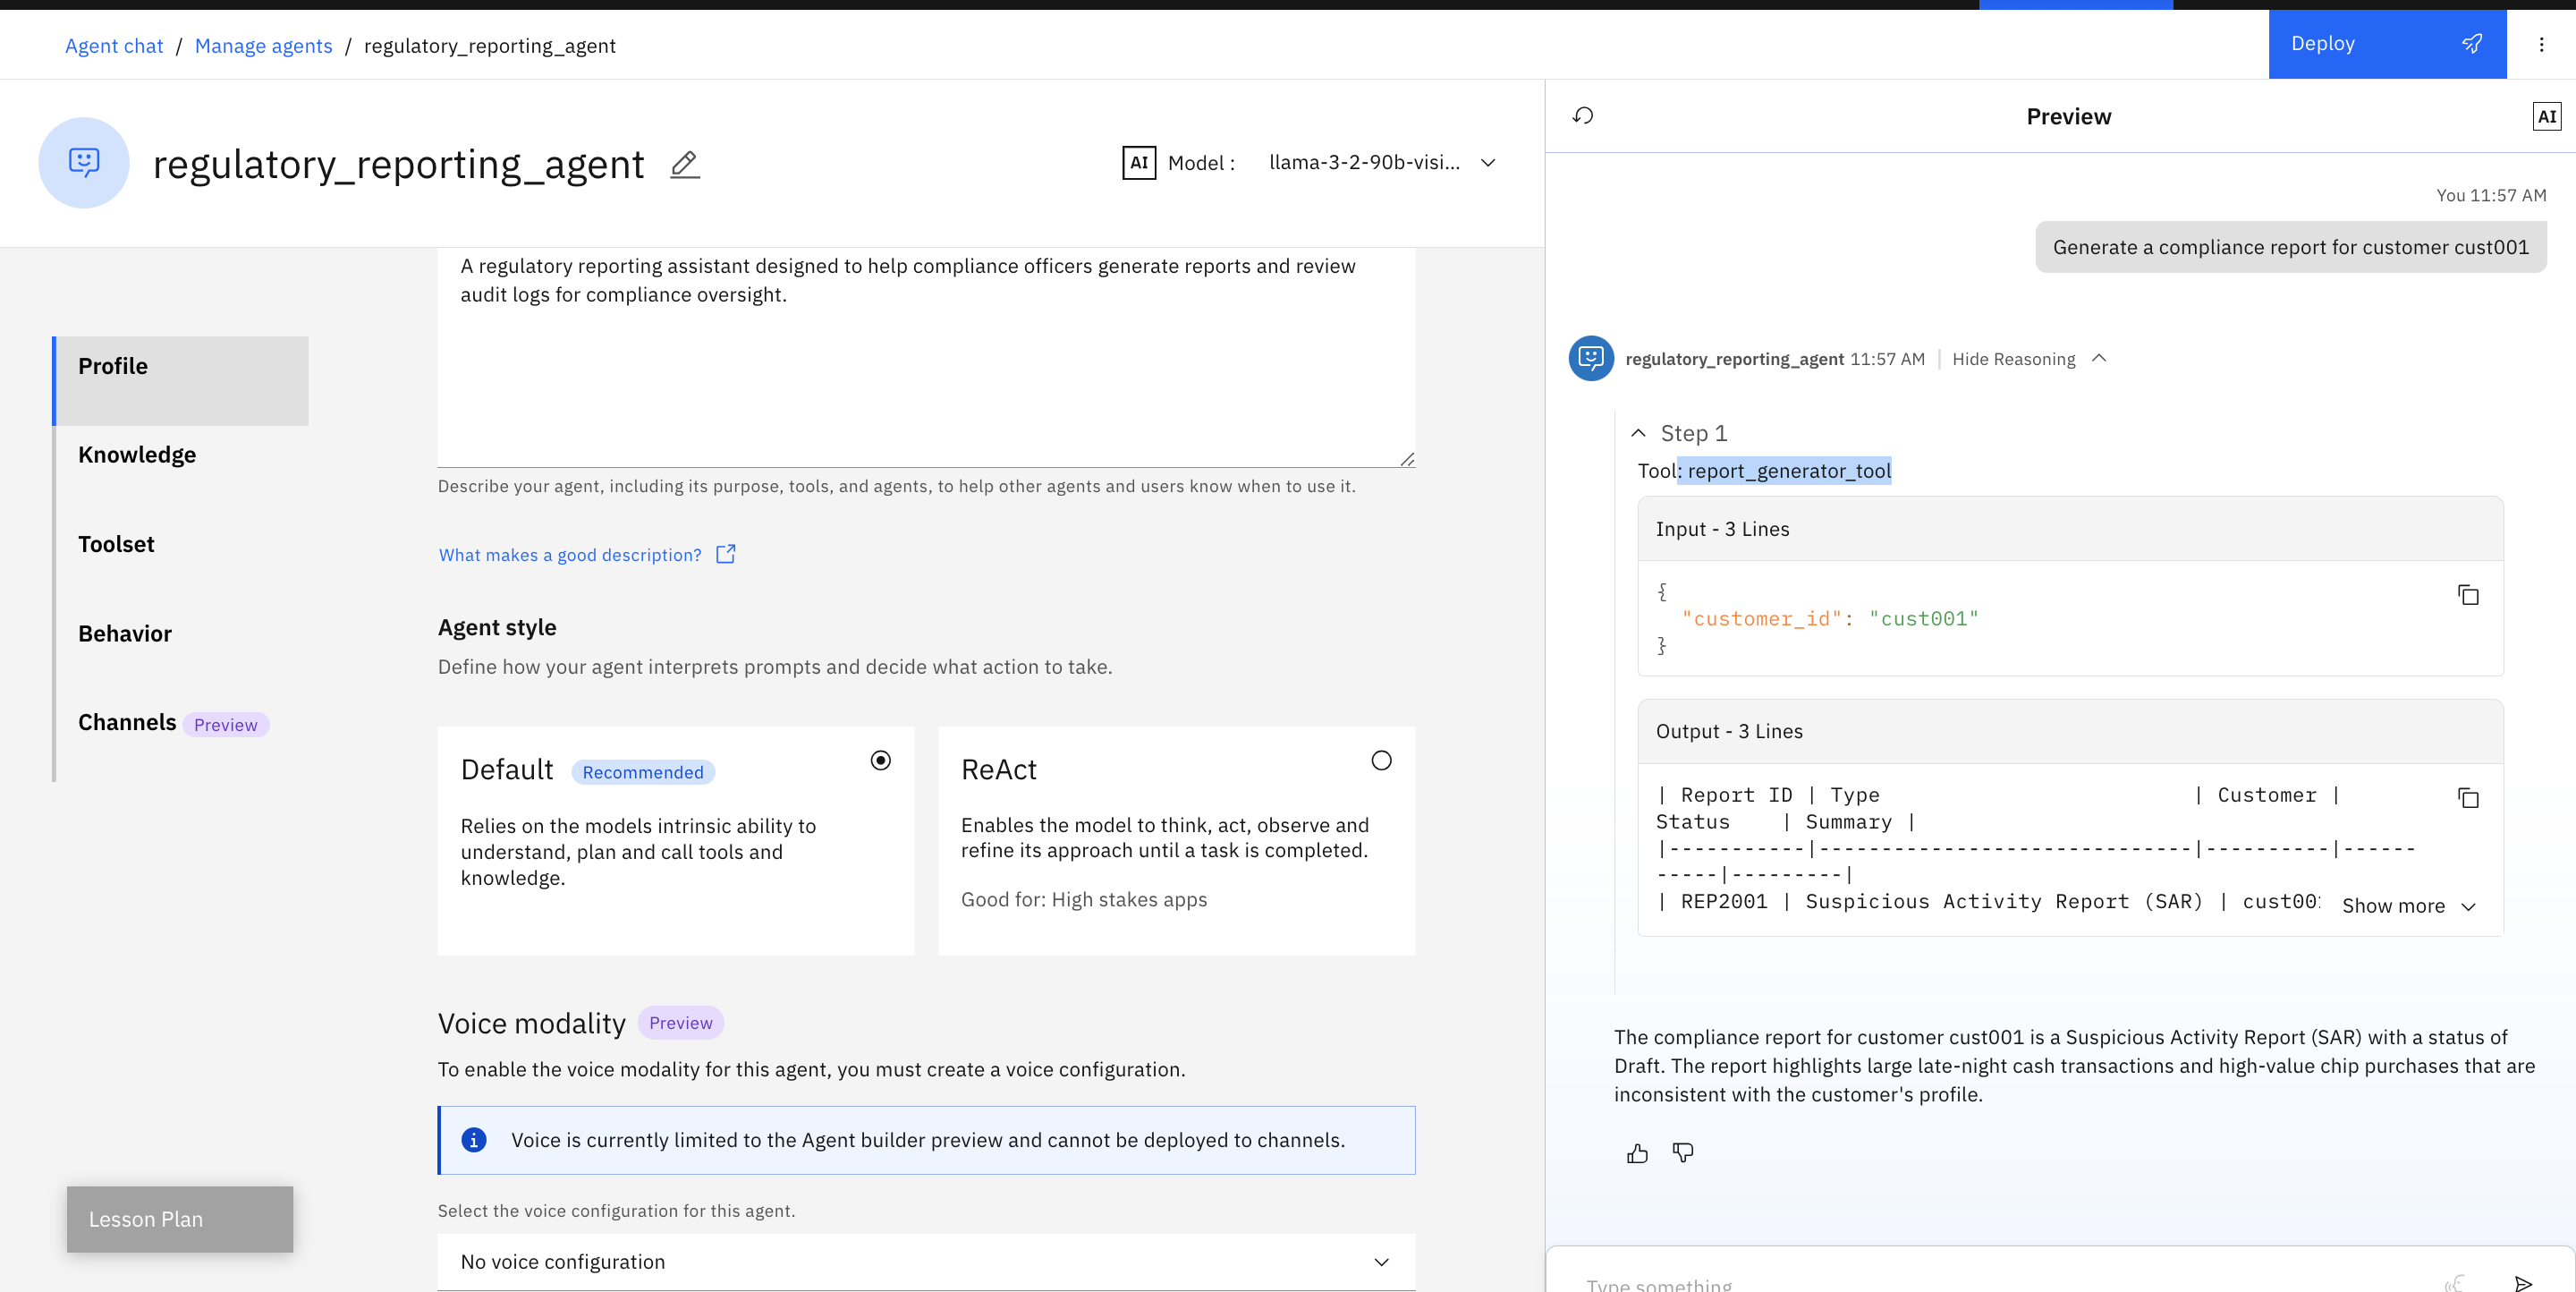 Agent chat / Manage agents / regulatory_reporting_agent
Deploy
regulatory_reporting_agent
AI Model : llama-3-2-90b-visi...
A regulatory reporting assistant designed to help compliance officers generate reports and review
audit logs for compliance oversight.
Describe your agent, including its purpose, tools, and agents, to help other agents and users know when to use it.
What makes a good description?
Profile
Knowledge
Toolset
Behavior
Channels Preview
Agent style
Define how your agent interprets prompts and decide what action to take.
Default Recommended
Relies on the models intrinsic ability to
understand, plan and call tools and
knowledge.
ReAct
Enables the model to think, act, observe and
refine its approach until a task is completed.
Good for: High stakes apps
Voice modality Preview
To enable the voice modality for this agent, you must create a voice configuration.
Voice is currently limited to the Agent builder preview and cannot be deployed to channels.
Select the voice configuration for this agent.
No voice configuration
Lesson Plan
Preview
AI
You 11:57 AM
Generate a compliance report for customer cust001
regulatory_reporting_agent 11:57 AM | Hide Reasoning
Step 1
Tool: report_generator_tool
Input - 3 Lines
{
"customer_id": "cust001"
}
Output - 3 Lines
| Report ID | Type | Customer |
Status | Summary |
|-----------|------------------------------|----------|------
-----|---------|
| REP2001 | Suspicious Activity Report (SAR) | cust001
Show more
The compliance report for customer cust001 is a Suspicious Activity Report (SAR) with a status of
Draft. The report highlights large late-night cash transactions and high-value chip purchases that are
inconsistent with the customer's profile.
Type something